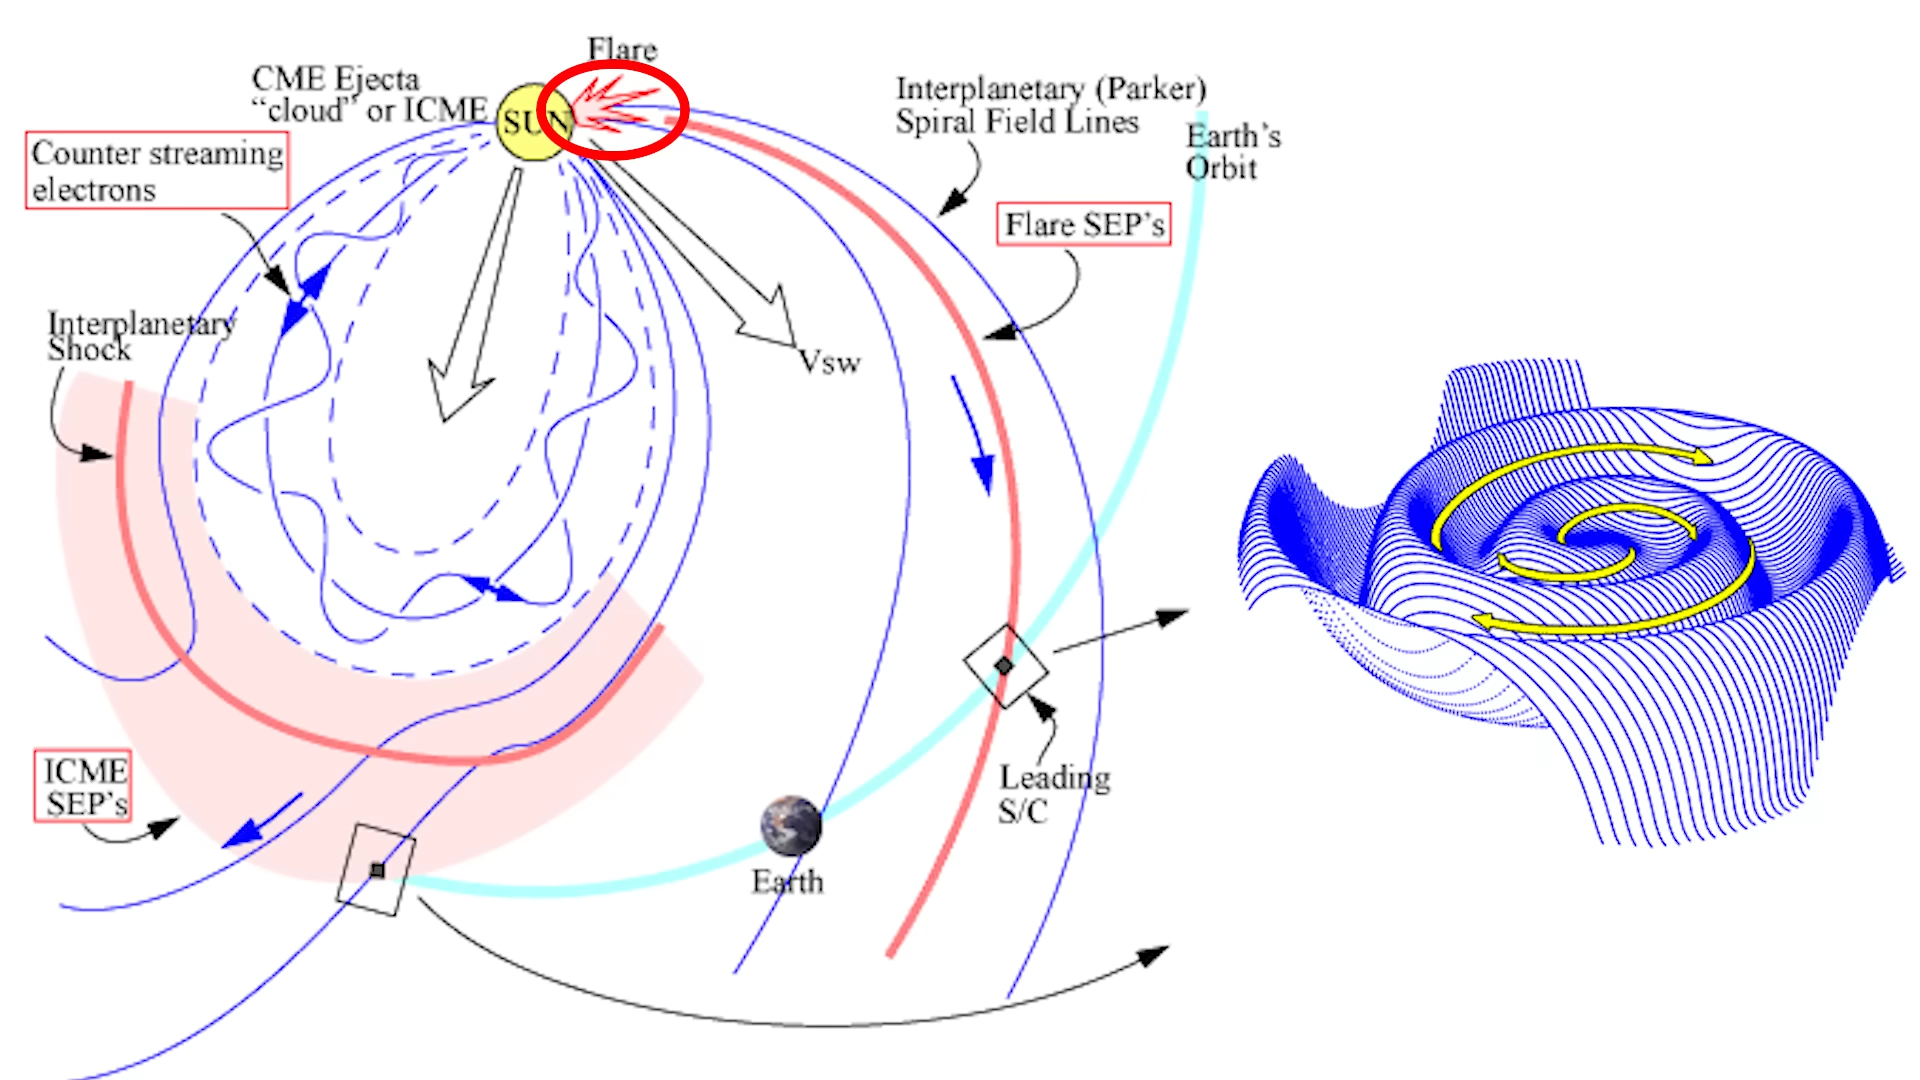 Flare
CME Ejecta
“cloud” or ICME
SUN
Interplanetary (Parker)
Spiral Field Lines
Earth’s
Orbit
Counter streaming
electrons
Flare SEP’s
Interplanetary
Shock
Vsw
ICME
SEP’s
Leading
S/C
Earth